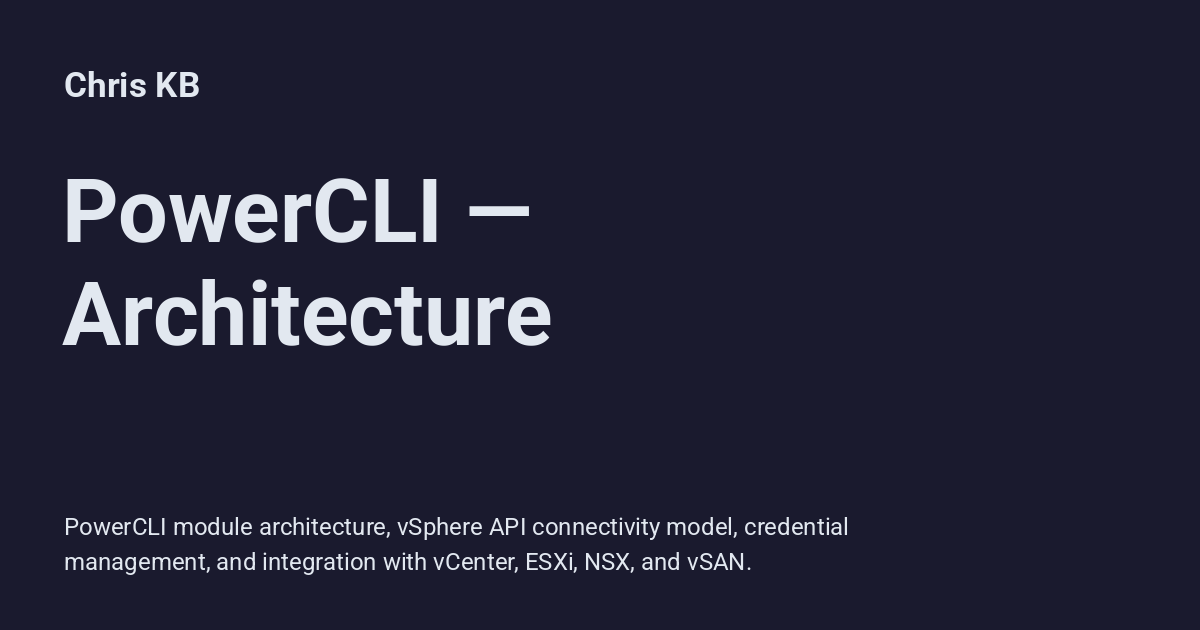 Chris KB
PowerCLI —
Architecture
PowerCLI module architecture, vSphere API connectivity model, credential
management, and integration with vCenter, ESXi, NSX, and vSAN.